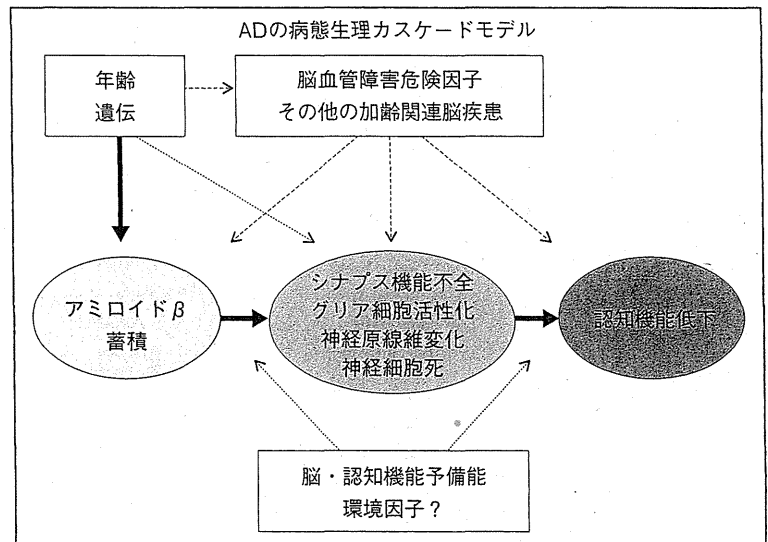 ADの病態生理カスケードモデル
年齢
遺伝
脳血管障害危険因子
その他の加齢関連脳疾患
アミロイドβ
蓄積
シナプス機能不全
グリア細胞活性化
神経原線維変化
神経細胞死
認知機能低下
脳・認知機能予備能
環境因子?